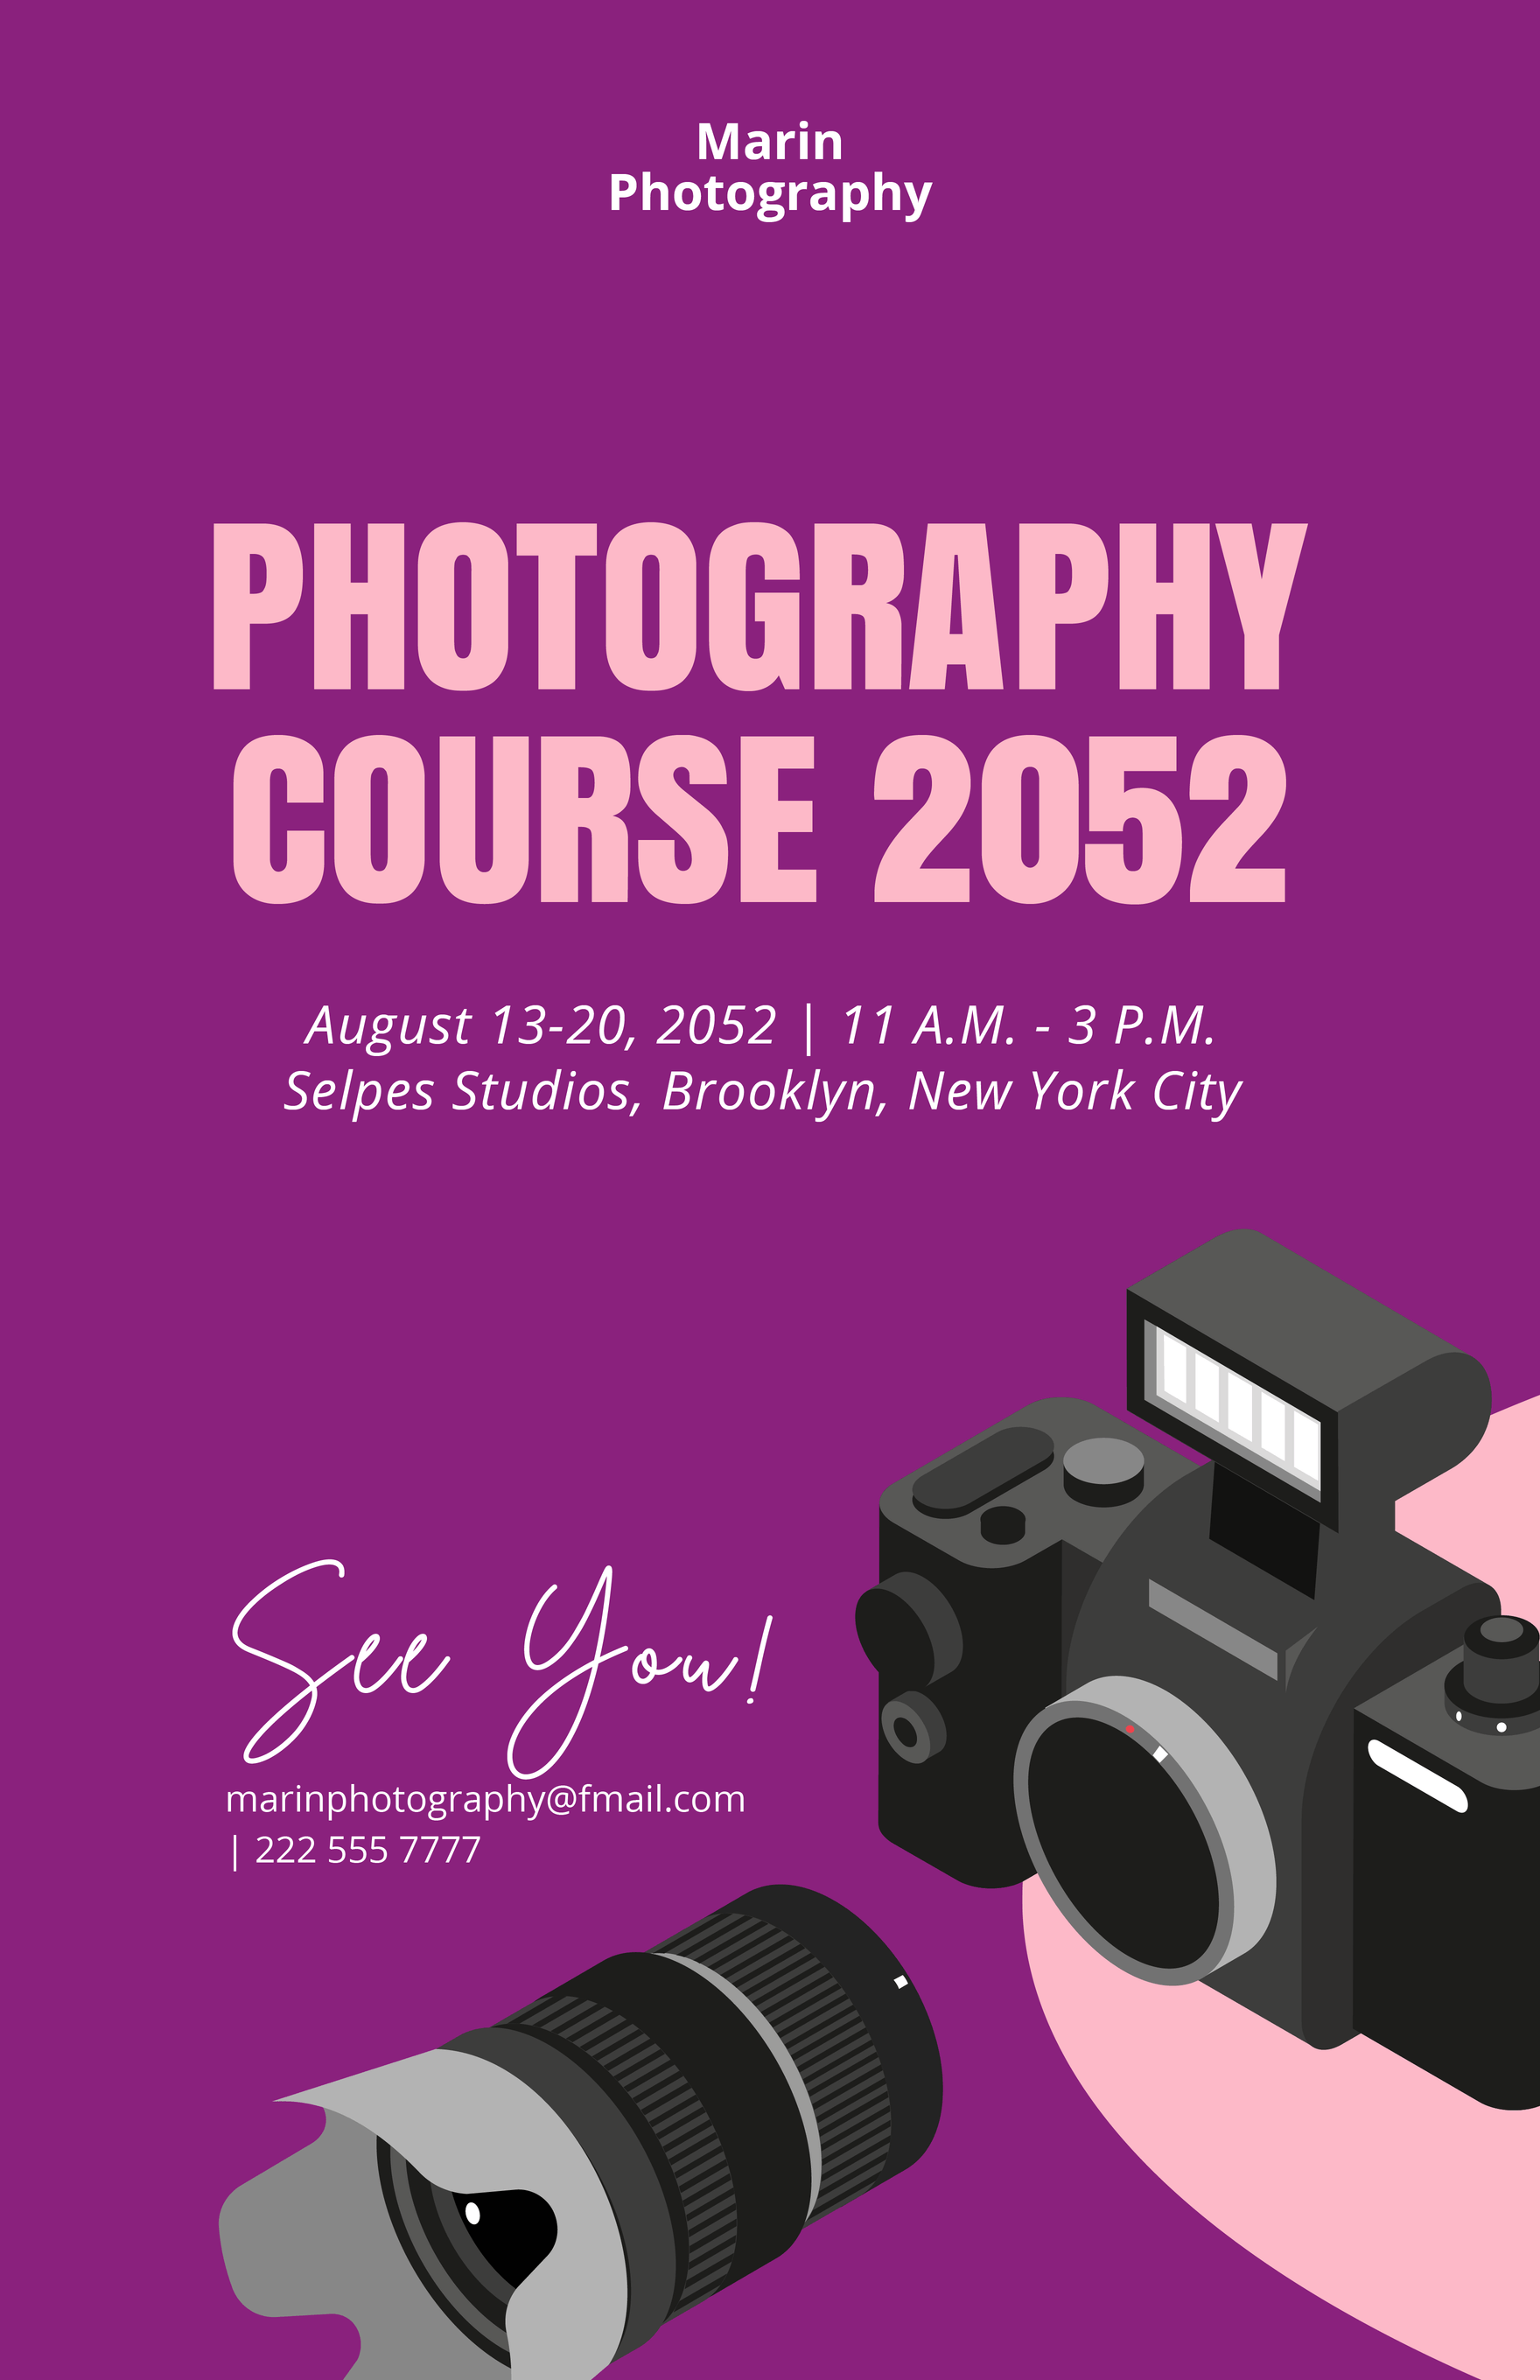 Marin
Photography
PHOTOGRAPHY
COURSE 2052
August 13-20, 2052 | 11 A.M. - 3 P.M.
Selpes Studios, Brooklyn, New York City
See You!
marinphotography@fmail.com
| 222 555 7777